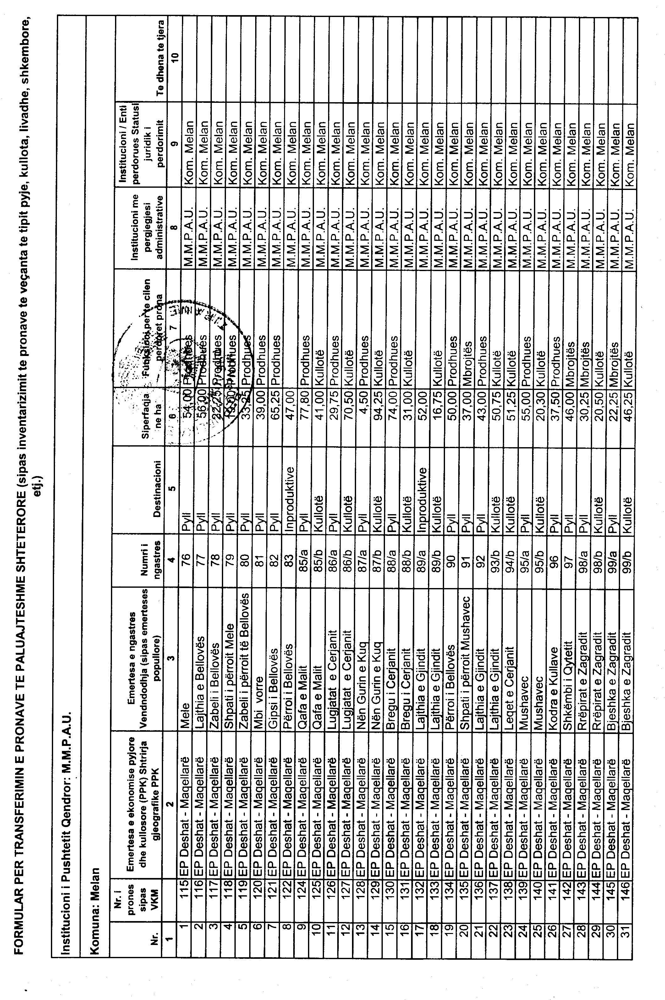 FORMULAR PER TRANSFERIMIN E PRONAVE TE PALUAJTESHME SHTETERORE (sipas inventarizimit te pronave te veçanta te tipit pyje, kullota, livadhe, shkembore,
etj.)
Institucioni i Pushtetit Qendror: M.M.P.A.U.
Komuna: Melan
Nr. Nr. i prones sipas VKM Emertesa e ekonomise pyjore dhe kullosore (PPK) Shtrirja gjeografike PPK Emertesa e ngastres Vendndodhja (sipas emerteses popullore) Numri i ngastres Destinacioni Siperfaqja ne ha Funksioni per te cilen perdoret prona Institucioni me pergjegjesi administrative Institucioni / Enti perdorues Statusi juridik i perdorimit Te dhena te tjera
1 2 3 4 5 6 7 8 9 10
1 115 EP Deshat - Maqellarë Mele 76 Pyll 54,00 Prodhues M.M.P.A.U. Kom. Melan
2 116 EP Deshat - Maqellarë Lajthia e Bellovës 77 Pyll 56,00 Prodhues M.M.P.A.U. Kom. Melan
3 117 EP Deshat - Maqellarë Zabeli i Bellovës 78 Pyll 22,25 Prodhues M.M.P.A.U. Kom. Melan
4 118 EP Deshat - Maqellarë Shpati i përroit Mele 79 Pyll Prodhues M.M.P.A.U. Kom. Melan
5 119 EP Deshat - Maqellarë Zabeli i përroit të Bellovës 80 Pyll 33,25 Prodhues M.M.P.A.U. Kom. Melan
6 120 EP Deshat - Maqellarë Mbi vorre 81 Pyll 39,00 Prodhues M.M.P.A.U. Kom. Melan
7 121 EP Deshat - Maqellarë Gipsi i Bellovës 82 Pyll 65,25 Prodhues M.M.P.A.U. Kom. Melan
8 122 EP Deshat - Maqellarë Përroi i Bellovës 83 Inproduktive 47,00 M.M.P.A.U. Kom. Melan
9 124 EP Deshat - Maqellarë Qafa e Malit 85/a Pyll 77,80 Prodhues M.M.P.A.U. Kom. Melan
10 125 EP Deshat - Maqellarë Qafa e Malit 85/b Kullotë 41,00 Kullotë M.M.P.A.U. Kom. Melan
11 126 EP Deshat - Maqellarë Lugjatat e Cerjanit 86/a Pyll 29,75 Prodhues M.M.P.A.U. Kom. Melan
12 127 EP Deshat - Maqellarë Lugjatat e Cerjanit 86/b Kullotë 70,50 Kullotë M.M.P.A.U. Kom. Melan
13 128 EP Deshat - Maqellarë Nën Gurin e Kuq 87/a Pyll 4,50 Prodhues M.M.P.A.U. Kom. Melan
14 129 EP Deshat - Maqellarë Nën Gurin e Kuq 87/b Kullotë 94,25 Kullotë M.M.P.A.U. Kom. Melan
15 130 EP Deshat - Maqellarë Bregu i Cerjanit 88/a Pyll 74,00 Prodhues M.M.P.A.U. Kom. Melan
16 131 EP Deshat - Maqellarë Bregu i Cerjanit 88/b Kullotë 31,00 Kullotë M.M.P.A.U. Kom. Melan
17 132 EP Deshat - Maqellarë Lajthia e Gjindit 89/a Inproduktive 52,00 M.M.P.A.U. Kom. Melan
18 133 EP Deshat - Maqellarë Lajthia e Gjindit 89/b Kullotë 16,75 Kullotë M.M.P.A.U. Kom. Melan
19 134 EP Deshat - Maqellarë Përroi i Bellovës 90 Pyll 50,00 Prodhues M.M.P.A.U. Kom. Melan
20 135 EP Deshat - Maqellarë Shpati i përroit Mushavec 91 Pyll 37,00 Mbrojtës M.M.P.A.U. Kom. Melan
21 136 EP Deshat - Maqellarë Lajthia e Gjindit 92 Pyll 43,00 Prodhues M.M.P.A.U. Kom. Melan
22 137 EP Deshat - Maqellarë Lajthia e Gjindit 93/b Kullotë 50,75 Kullotë M.M.P.A.U. Kom. Melan
23 138 EP Deshat - Maqellarë Leqet e Cerjanit 94/b Kullotë 51,25 Kullotë M.M.P.A.U. Kom. Melan
24 139 EP Deshat - Maqellarë Mushavec 95/a Pyll 55,00 Prodhues M.M.P.A.U. Kom. Melan
25 140 EP Deshat - Maqellarë Mushavec 95/b Kullotë 20,30 Kullotë M.M.P.A.U. Kom. Melan
26 141 EP Deshat - Maqellarë Kodra e Kullave 96 Pyll 37,50 Prodhues M.M.P.A.U. Kom. Melan
27 142 EP Deshat - Maqellarë Shkëmbi i Qytetit 97 Pyll 46,00 Mbrojtës M.M.P.A.U. Kom. Melan
28 143 EP Deshat - Maqellarë Rrëpirat e Zagradit 98/a Pyll 30,25 Mbrojtës M.M.P.A.U. Kom. Melan
29 144 EP Deshat - Maqellarë Rrëpirat e Zagradit 98/b Kullotë 20,50 Kullotë M.M.P.A.U. Kom. Melan
30 145 EP Deshat - Maqellarë Bjeshka e Zagradit 99/a Pyll 22,25 Mbrojtës M.M.P.A.U. Kom. Melan
31 146 EP Deshat - Maqellarë Bjeshka e Zagradit 99/b Kullotë 46,25 Kullotë M.M.P.A.U. Kom. Melan